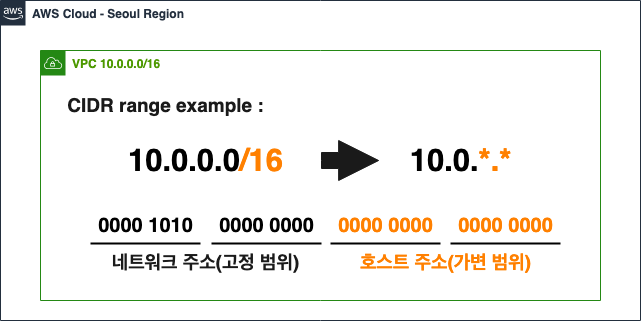 aws
AWS Cloud - Seoul Region
VPC 10.0.0.0/16
CIDR range example :
10.0.0.0/16 10.0.*.*
0000 1010 0000 0000 0000 0000 0000 0000
네트워크 주소(고정 범위) 호스트 주소(가변 범위)